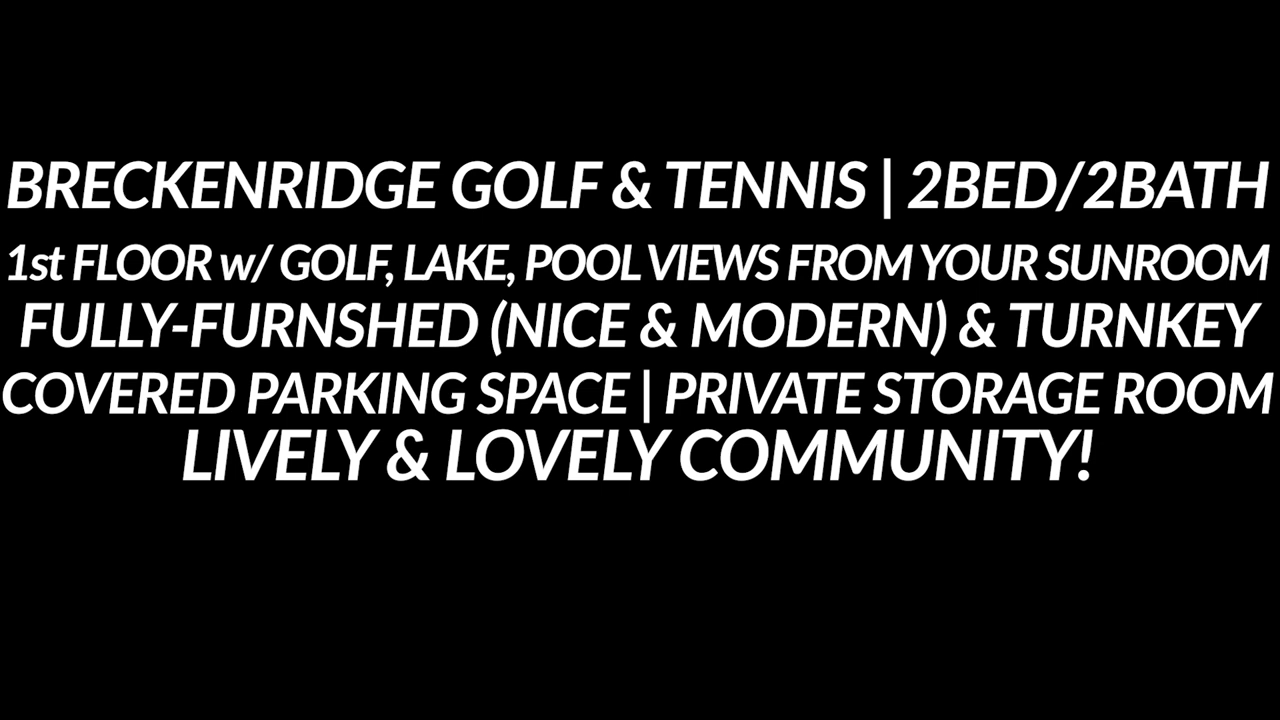 BRECKENRIDGE GOLF & TENNIS | 2BED/2BATH
1st FLOOR w/ GOLF, LAKE, POOL VIEWS FROM YOUR SUNROOM
FULLY-FURNSHED (NICE & MODERN) & TURNKEY
COVERED PARKING SPACE | PRIVATE STORAGE ROOM
LIVELY & LOVELY COMMUNITY!